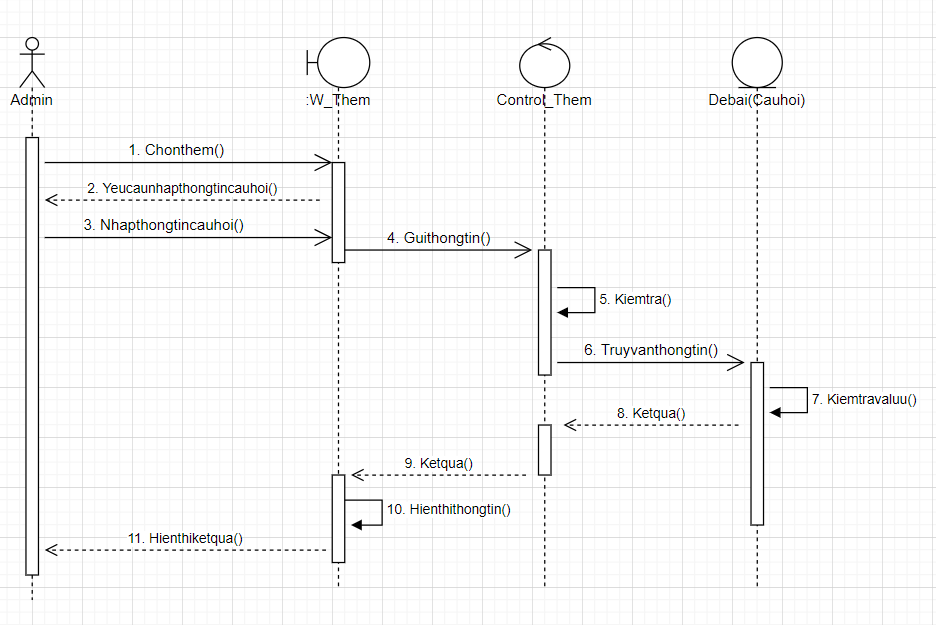 Admin
:W_Them
Control_Them
Debai(Cauhoi)
1. Chonthem()
2. Yeucaunhapthongtincauhoi()
3. Nhapthongtincauhoi()
4. Guithongtin()
5. Kiemtra()
6. Truyvanthongtin()
7. Kiemtravaluu()
8. Ketqua()
9. Ketqua()
10. Hienthithongtin()
11. Hienthiketqua()